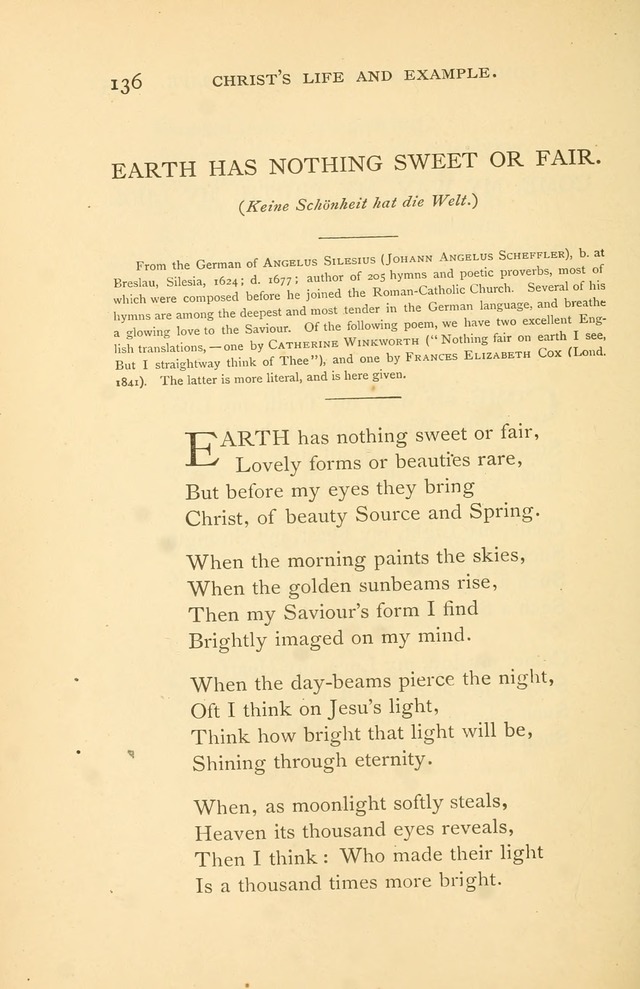 136 CHRIST'S LIFE AND EXAMPLE.
EARTH HAS NOTHING SWEET OR FAIR.
(Keine Schönheit hat die Welt.)
From the German of ANGELUS SILESIUS (JOHANN ANGELUS SCHEFFLER), b. at
Breslau, Silesia, 1624; d. 1677; author of 205 hymns and poetic proverbs, most of
which were composed before he joined the Roman-Catholic Church. Several of his
hymns are among the deepest and most tender in the German language, and breathe
a glowing love to the Saviour. Of the following poem, we have two excellent Eng-
lish translations, — one by CATHERINE WINKWORTH ("Nothing fair on earth I see,
But I straightway think of Thee"), and one by FRANCES ELIZABETH COX (Lond.
1841). The latter is more literal, and is here given.
EARTH has nothing sweet or fair,
Lovely forms or beauties rare,
But before my eyes they bring
Christ, of beauty Source and Spring.
When the morning paints the skies,
When the golden sunbeams rise,
Then my Saviour's form I find
Brightly imaged on my mind.
When the day-beams pierce the night,
Oft I think on Jesu's light,
Think how bright that light will be,
Shining through eternity.
When, as moonlight softly steals,
Heaven its thousand eyes reveals,
Then I think: Who made their light
Is a thousand times more bright.